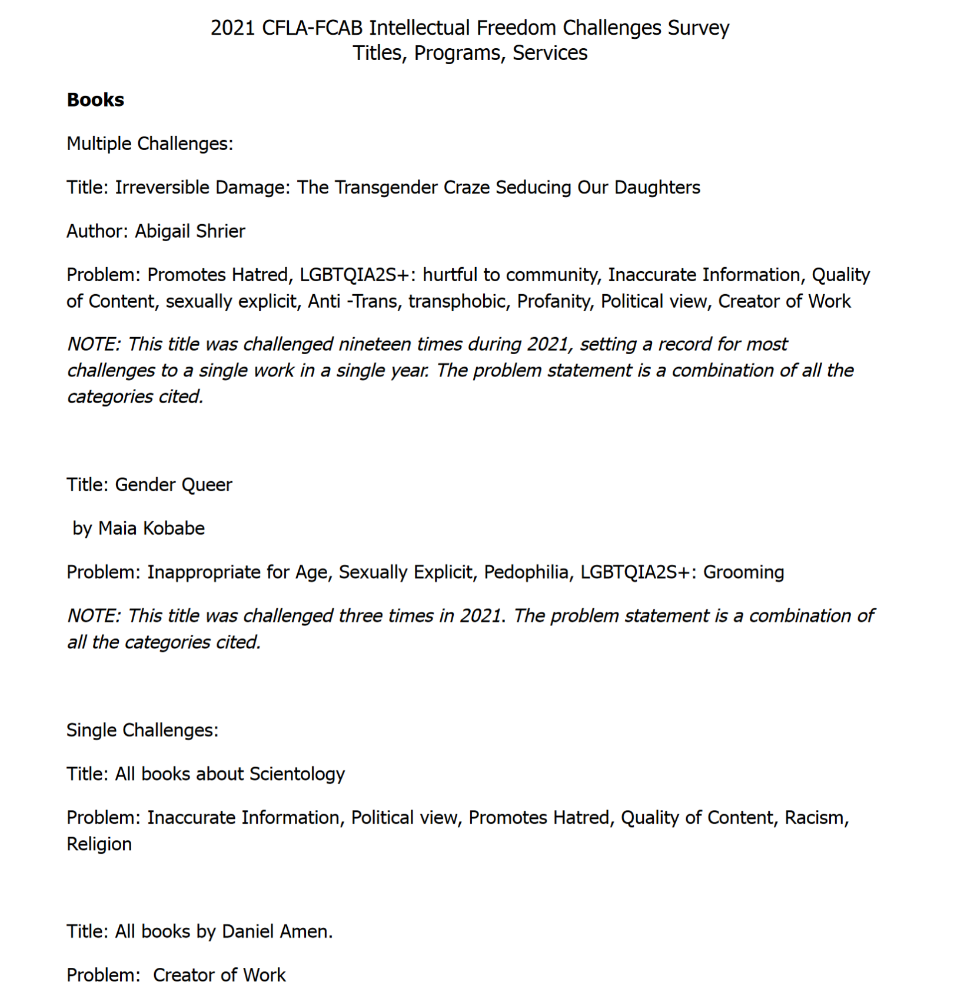 2021 CFLA-FCAB Intellectual Freedom Challenges Survey
Titles, Programs, Services
Books
Multiple Challenges:
Title: Irreversible Damage: The Transgender Craze Seducing Our Daughters
Author: Abigail Shrier
Problem: Promotes Hatred, LGBTQIA2S+: hurtful to community, Inaccurate Information, Quality
of Content, sexually explicit, Anti -Trans, transphobic, Profanity, Political view, Creator of Work
NOTE: This title was challenged nineteen times during 2021, setting a record for most
challenges to a single work in a single year. The problem statement is a combination of all the
categories cited.
Title: Gender Queer
by Maia Kobabe
Problem: Inappropriate for Age, Sexually Explicit, Pedophilia, LGBTQIA2S+: Grooming
NOTE: This title was challenged three times in 2021. The problem statement is a combination of
all the categories cited.
Single Challenges:
Title: All books about Scientology
Problem: Inaccurate Information, Political view, Promotes Hatred, Quality of Content, Racism,
Religion
Title: All books by Daniel Amen.
Problem:  Creator of Work